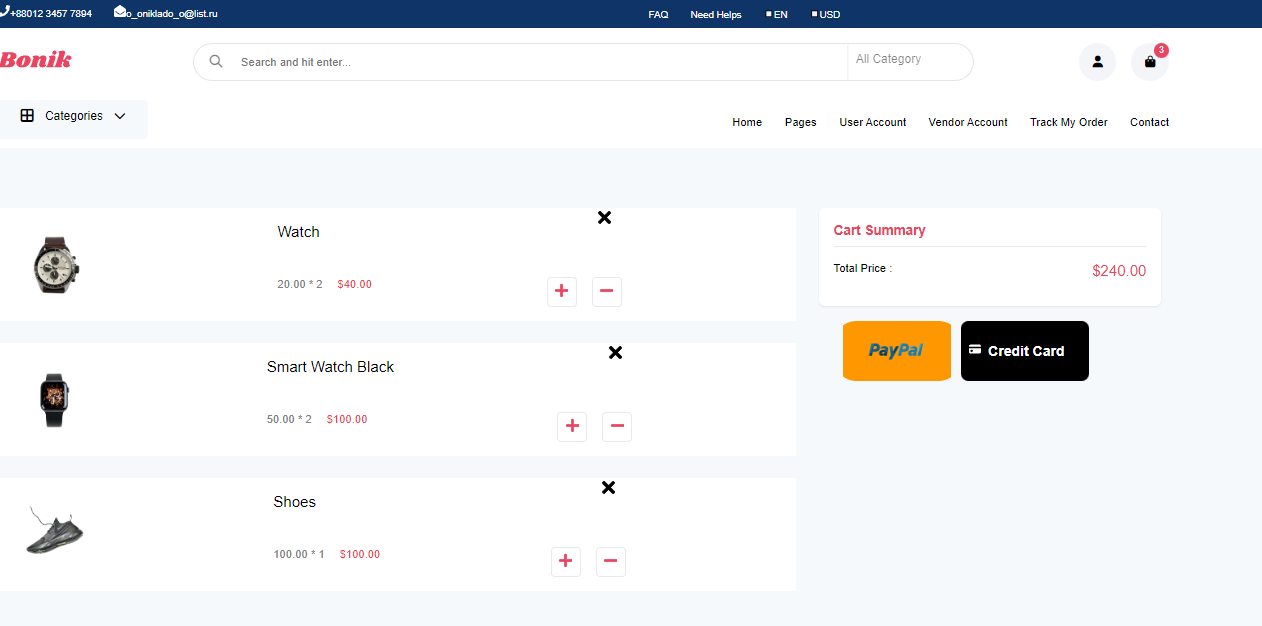 +88012 3457 7894 o_oniklado_o@list.ru FAQ Need Helps EN USD
Bonik Search and hit enter... All Category 3
Categories Home Pages User Account Vendor Account Track My Order Contact
Watch
20.00 * 2 $40.00
Cart Summary
Total Price : $240.00
PayPal Credit Card
Smart Watch Black
50.00 * 2 $100.00
Shoes
100.00 * 1 $100.00